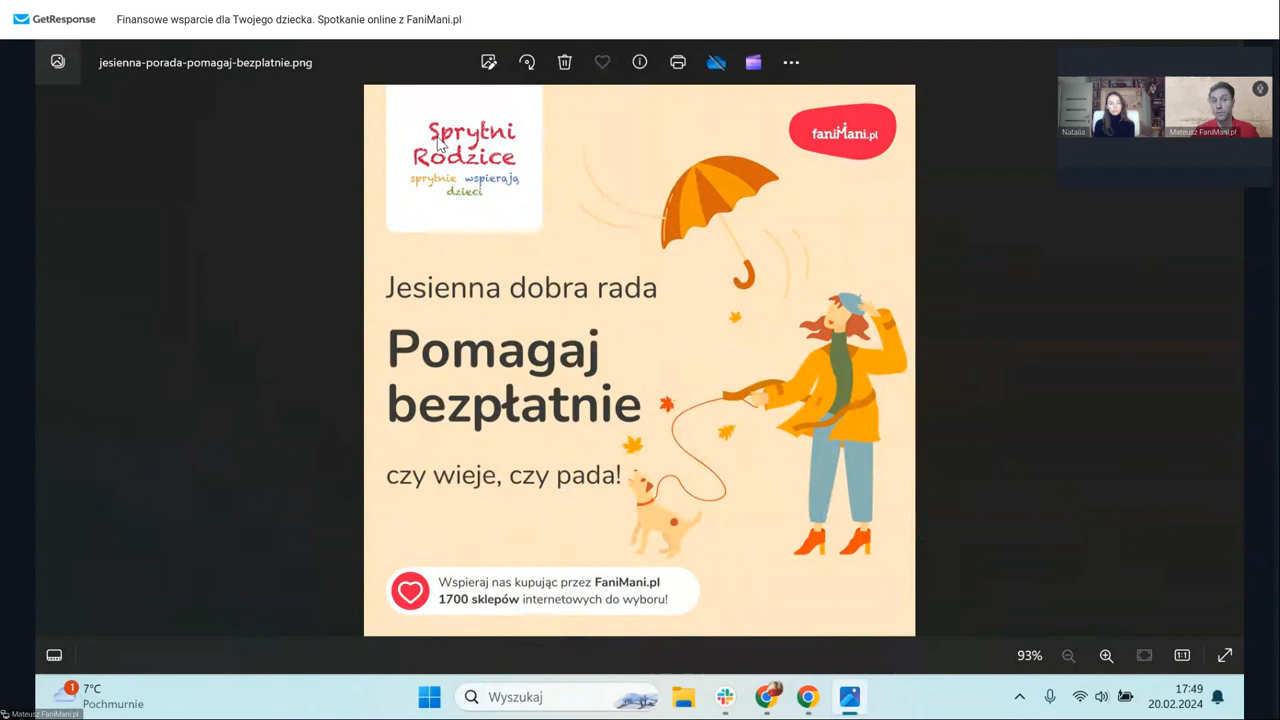 GetResponse
Finansowe wsparcie dla Twojego dziecka. Spotkanie online z FaniMani.pl
jesienna-porada-pomagaj-bezplatnie.png
Natalia
Mateusz FaniMani.pl
Sprytni
Rodzice
sprytnie wspierają
dzieci
faniMani.pl
Jesienna dobra rada
Pomagaj
bezpłatnie
czy wieje, czy pada!
Wspieraj nas kupując przez FaniMani.pl
1700 sklepów internetowych do wyboru!
93%
1:1
1
7°C
Pochmurnie
Wyszukaj
17:49
20.02.2024
Mateusz FaniMani.pl